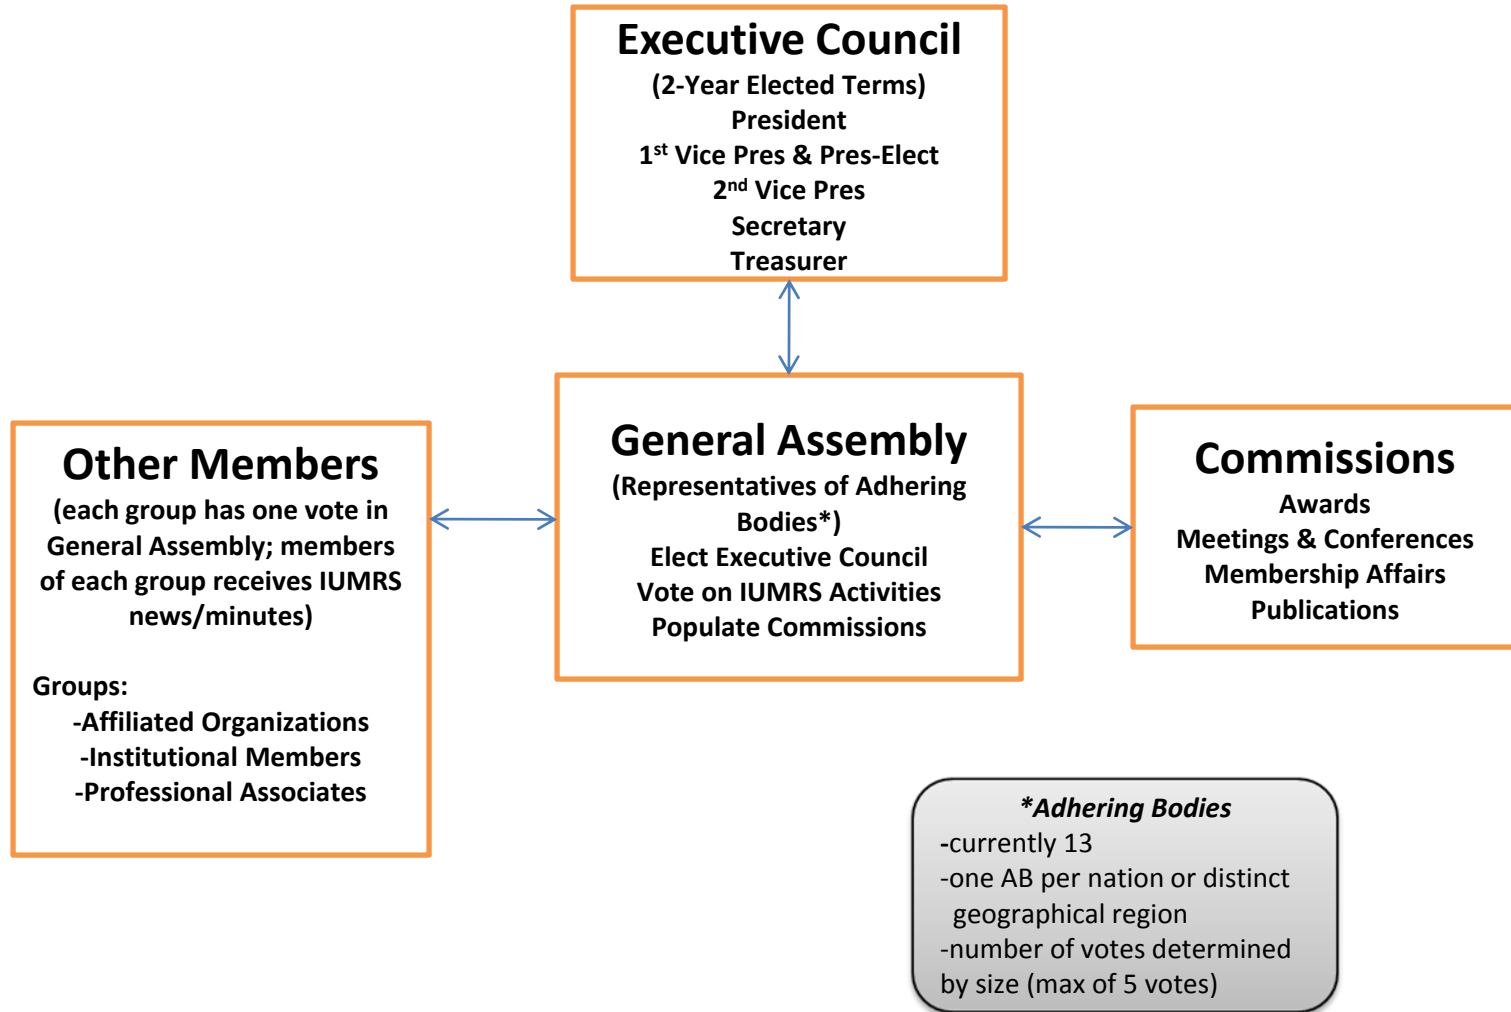 Executive Council
(2-Year Elected Terms)
President
1st Vice Pres & Pres-Elect
2nd Vice Pres
Secretary
Treasurer
General Assembly
(Representatives of Adhering
Bodies*)
Elect Executive Council
Vote on IUMRS Activities
Populate Commissions
Other Members
(each group has one vote in
General Assembly; members
of each group receives IUMRS
news/minutes)
Groups:
-Affiliated Organizations
-Institutional Members
-Professional Associates
Commissions
Awards
Meetings & Conferences
Membership Affairs
Publications
*Adhering Bodies
-currently 13
-one AB per nation or distinct
geographical region
-number of votes determined
by size (max of 5 votes)